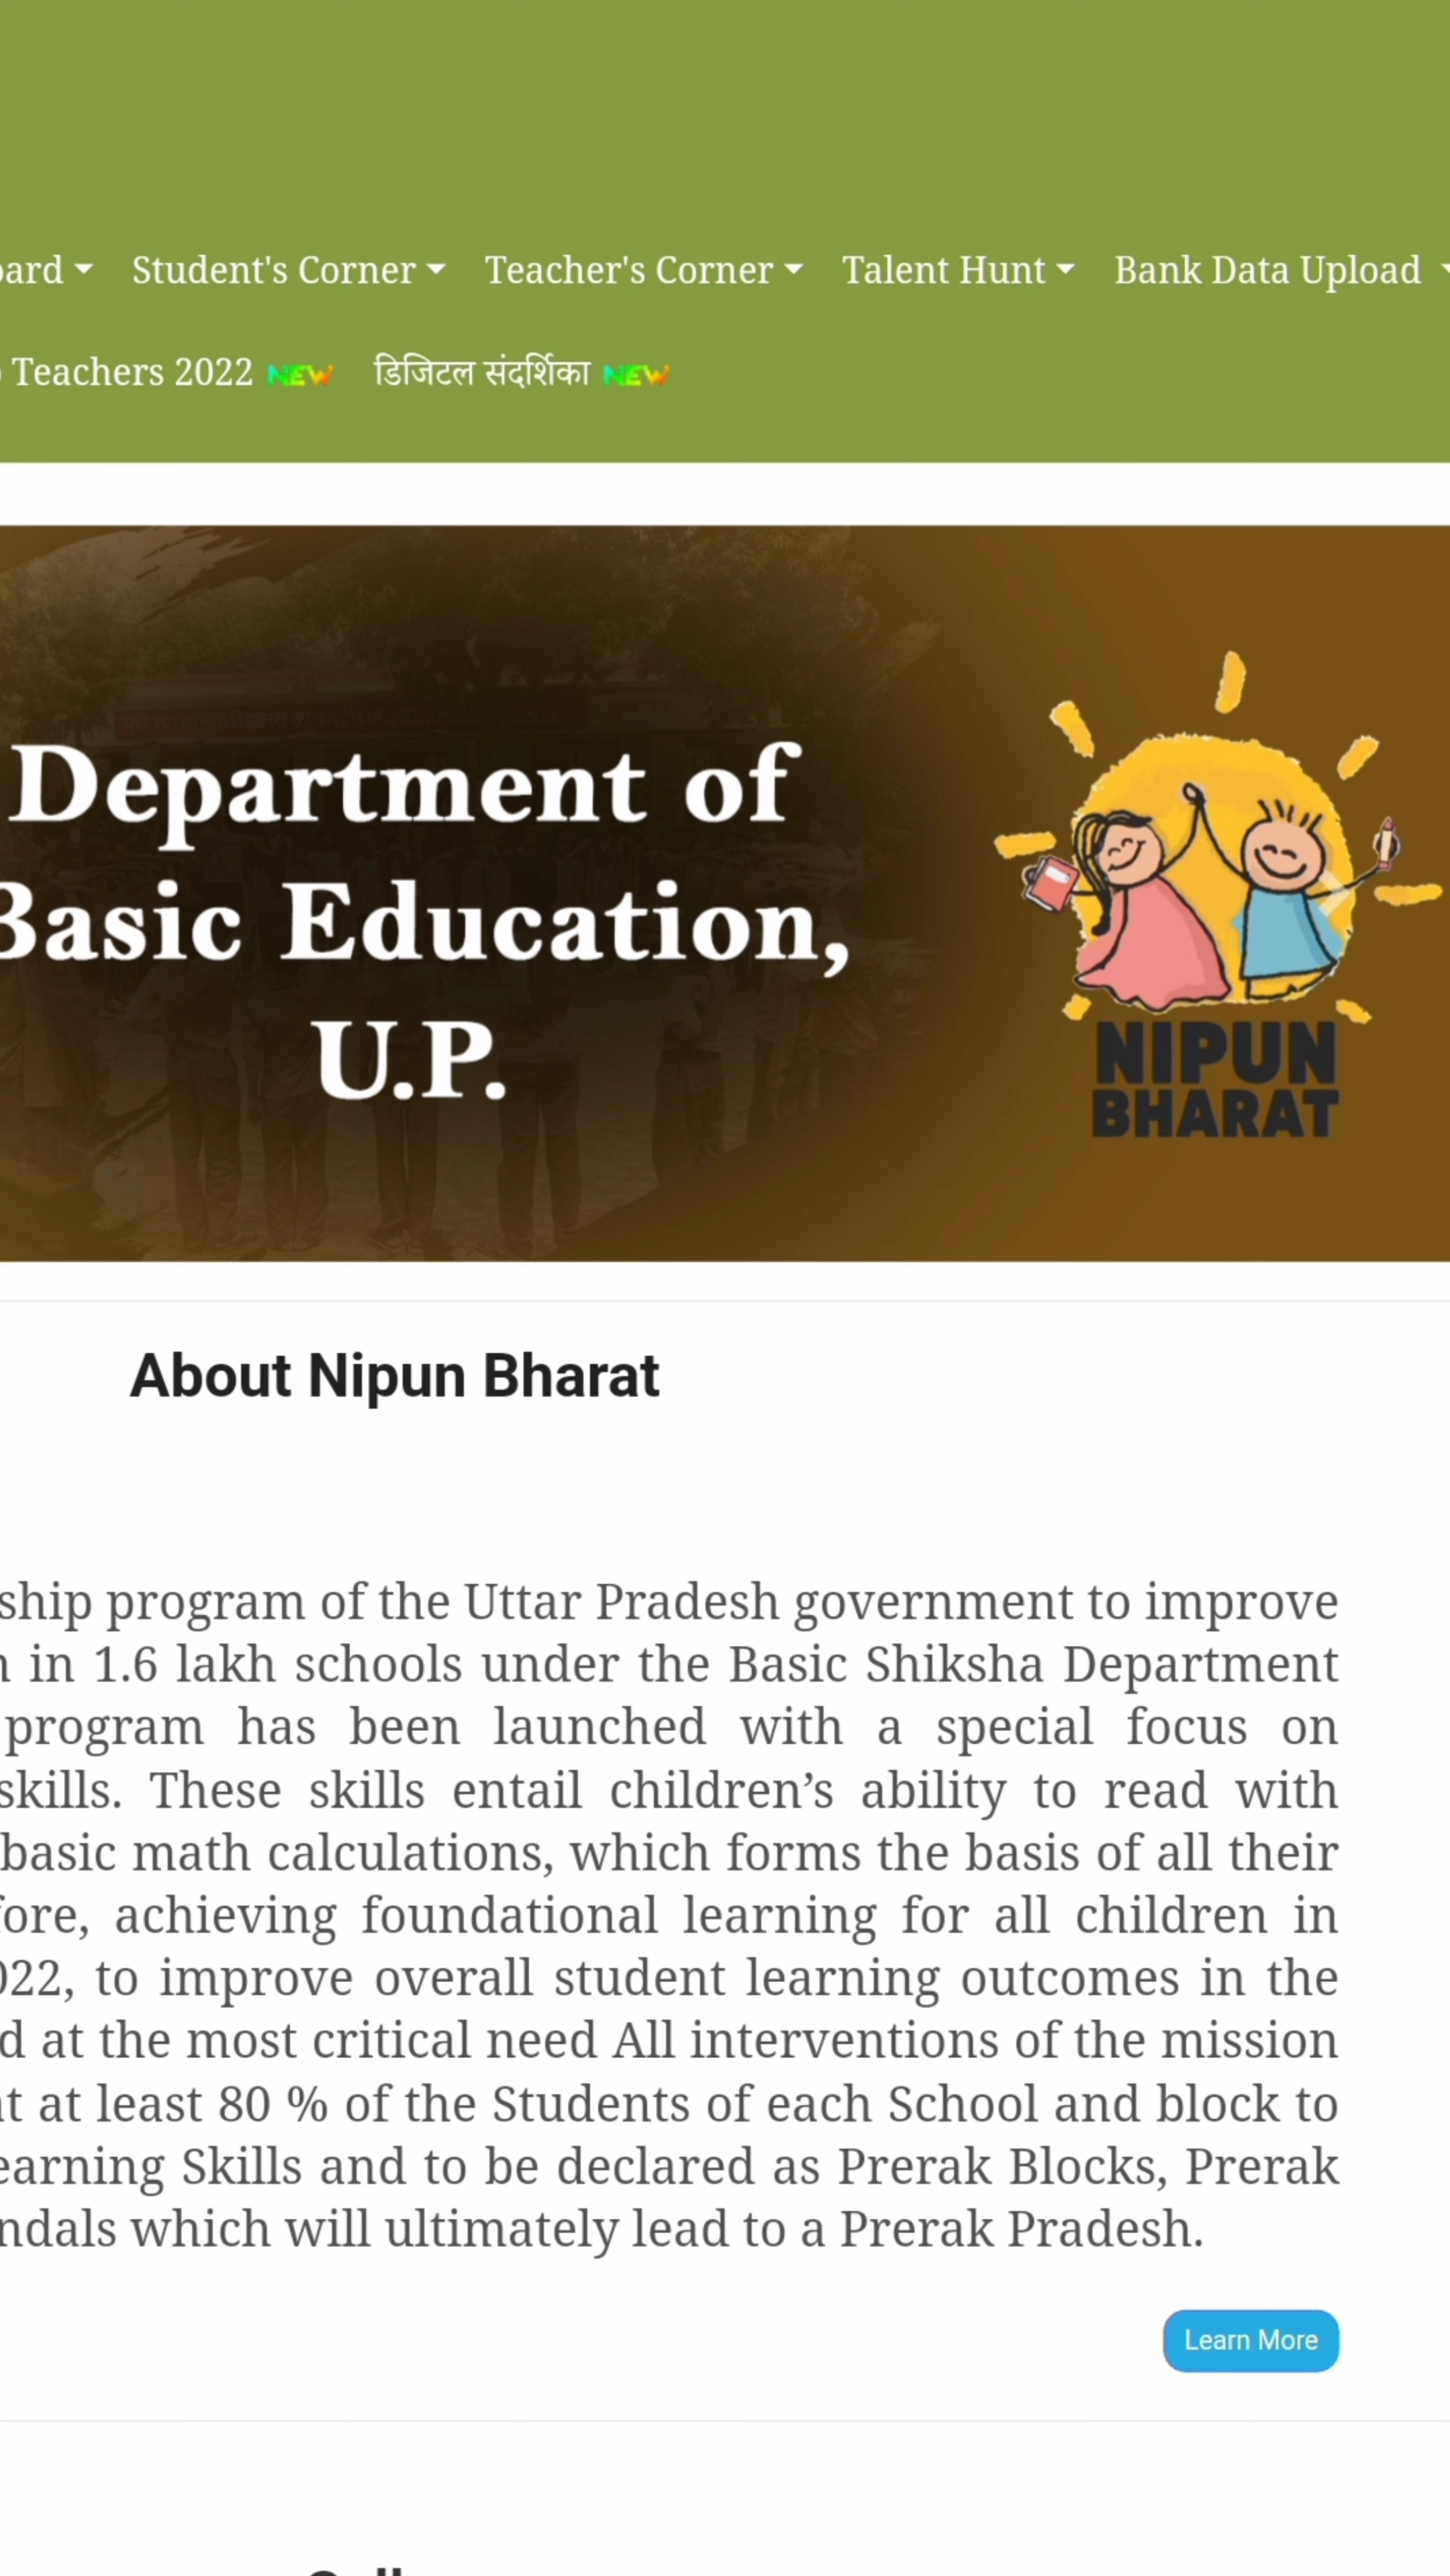 Student's Corner Teacher's Corner Talent Hunt Bank Data Upload
Teachers 2022 NEW डिजिटल संदर्शिका NEW
Department of
Basic Education,
U.P.
NIPUN
BHARAT
About Nipun Bharat
program of the Uttar Pradesh government to improve
in 1.6 lakh schools under the Basic Shiksha Department
program has been launched with a special focus on
skills. These skills entail children’s ability to read with
basic math calculations, which forms the basis of all their
achieving foundational learning for all children in
to improve overall student learning outcomes in the
at the most critical need All interventions of the mission
at least 80 % of the Students of each School and block to
Skills and to be declared as Prerak Blocks, Prerak
which will ultimately lead to a Prerak Pradesh.
Learn More